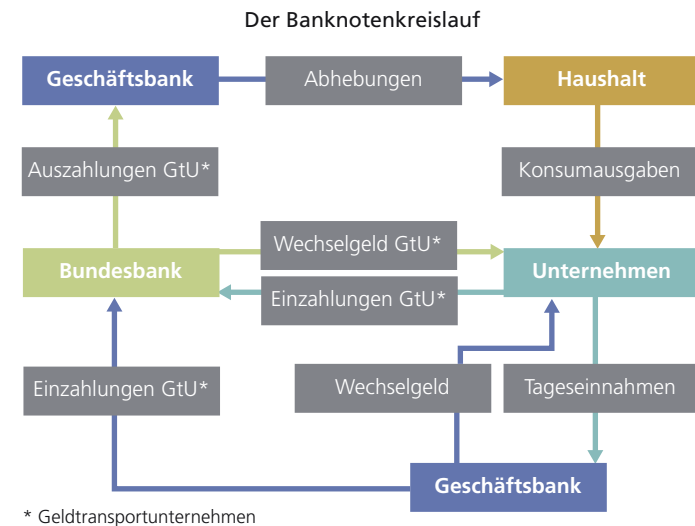 Der Banknotenkreislauf
Geschäftsbank
Abhebungen
Haushalt
Auszahlungen GtU*
Konsumausgaben
Wechselgeld GtU*
Bundesbank
Unternehmen
Einzahlungen GtU*
Einzahlungen GtU*
Wechselgeld
Tageseinnahmen
Geschäftsbank
* Geldtransportunternehmen